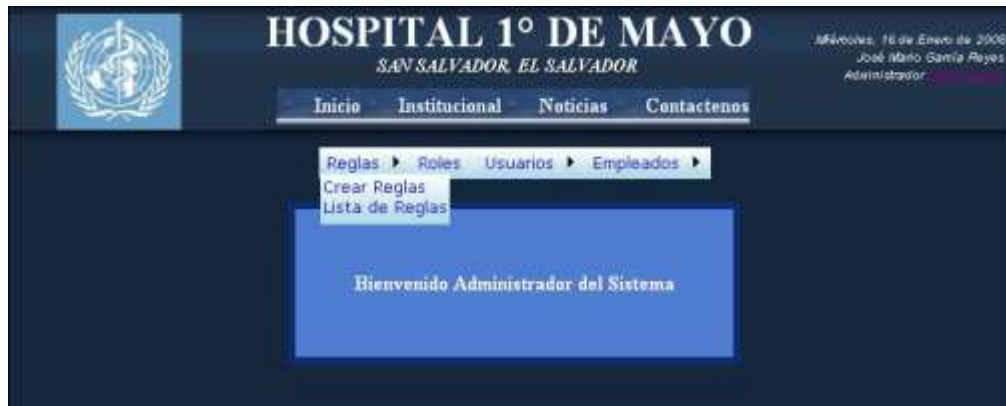 HOSPITAL 1° DE MAYO
SAN SALVADOR, EL SALVADOR
Miércoles, 16 de Enero de 2008
José Mario García Reyes
Administrador
Inicio Institucional Noticias Contactenos
Reglas Roles Usuarios Empleados
Crear Reglas
Lista de Reglas
Bienvenido Administrador del Sistema